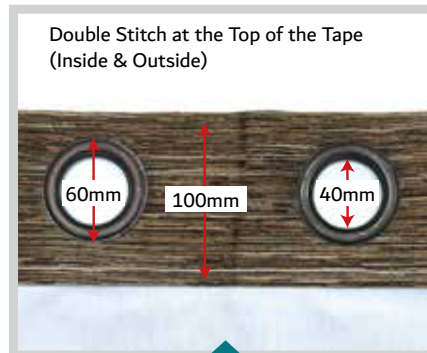 Double Stitch at the Top of the Tape
(Inside & Outside)
60mm
100mm
40mm